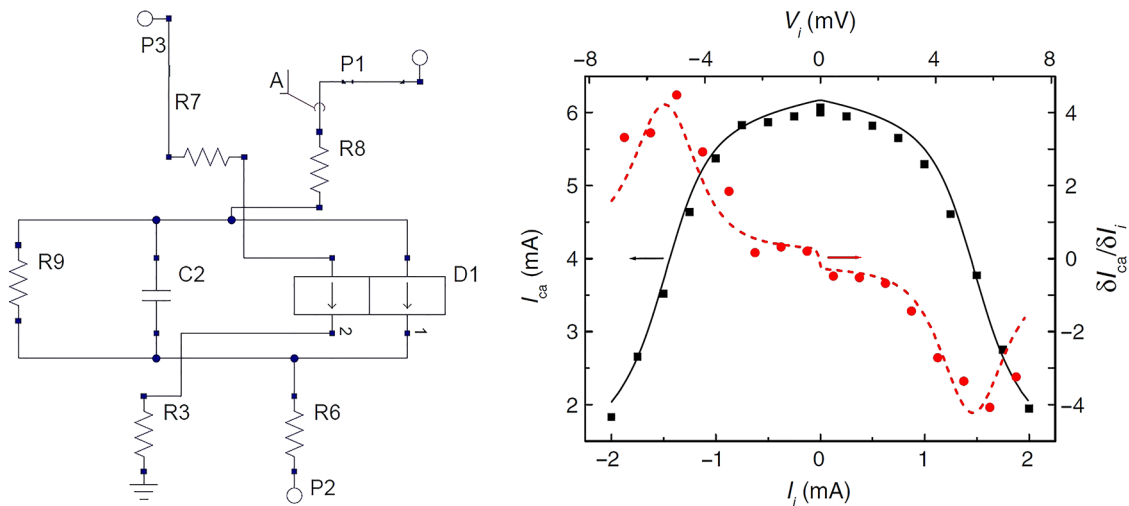 P3
P1
A
R7
R8
R9
C2
D1
2
1
R3
R6
P2
V_i (mV)
−8 −4 0 4 8
6
5
4
3
2
I_ca (mA)
4
2
0
−2
−4
δI_ca/δI_i
−2 −1 0 1 2
I_i (mA)